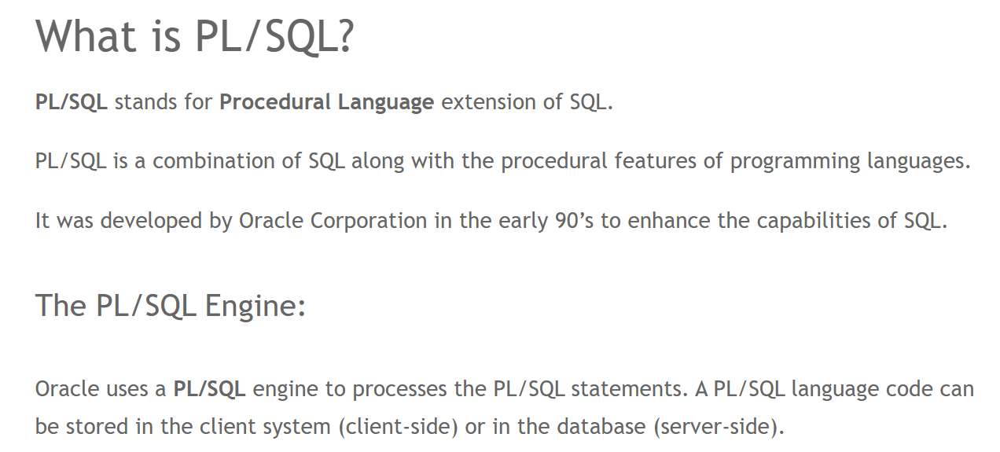 What is PL/SQL?
PL/SQL stands for Procedural Language extension of SQL.
PL/SQL is a combination of SQL along with the procedural features of programming languages.
It was developed by Oracle Corporation in the early 90’s to enhance the capabilities of SQL.
The PL/SQL Engine:
Oracle uses a PL/SQL engine to processes the PL/SQL statements. A PL/SQL language code can
be stored in the client system (client-side) or in the database (server-side).